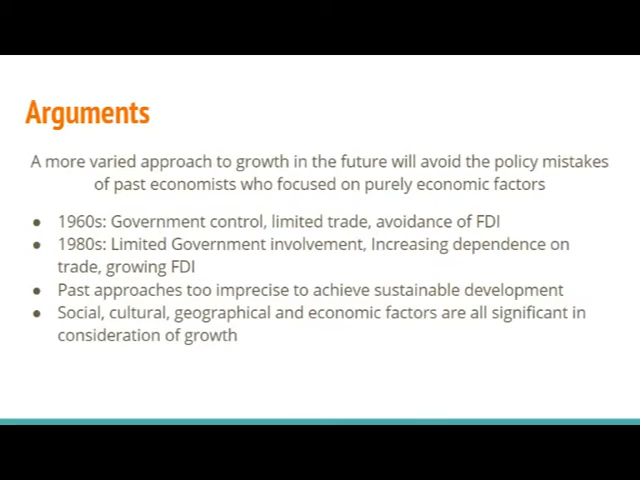 Arguments
A more varied approach to growth in the future will avoid the policy mistakes
of past economists who focused on purely economic factors
● 1960s: Government control, limited trade, avoidance of FDI
● 1980s: Limited Government involvement, Increasing dependence on
trade, growing FDI
● Past approaches too imprecise to achieve sustainable development
● Social, cultural, geographical and economic factors are all significant in
consideration of growth